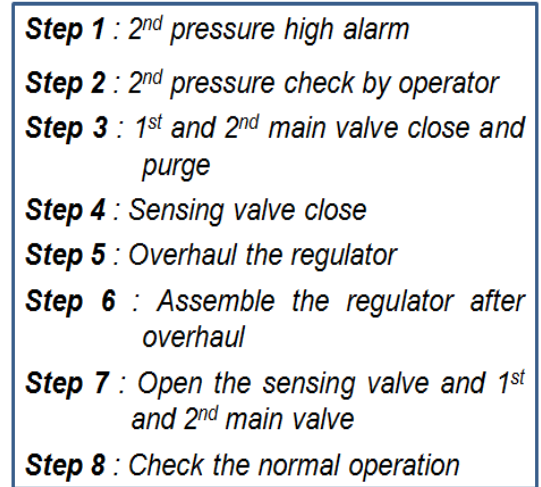 Step 1 : 2nd pressure high alarm
Step 2 : 2nd pressure check by operator
Step 3 : 1st and 2nd main valve close and
purge
Step 4 : Sensing valve close
Step 5 : Overhaul the regulator
Step 6 : Assemble the regulator after
overhaul
Step 7 : Open the sensing valve and 1st
and 2nd main valve
Step 8 : Check the normal operation